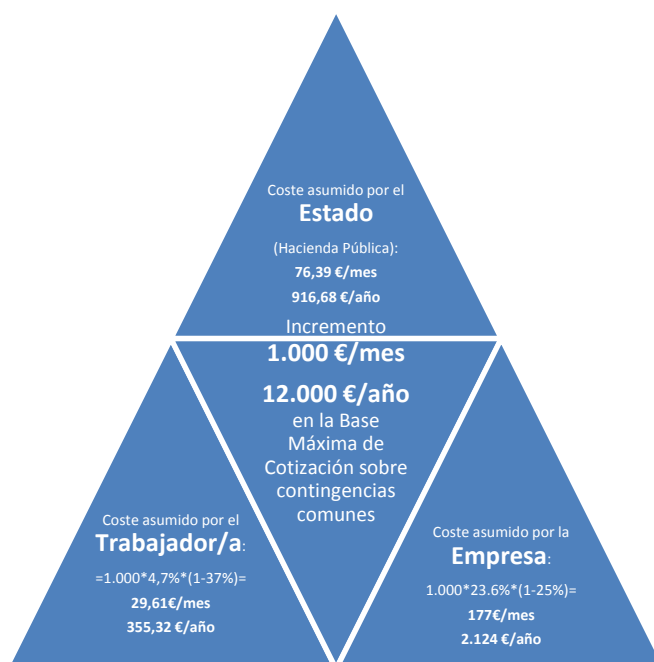 Coste asumido por el
Estado
(Hacienda Pública):
76,39 €/mes
916,68 €/año
Incremento
1.000 €/mes
12.000 €/año
en la Base
Máxima de
Cotización sobre
contingencias
comunes
Coste asumido por el
Trabajador/a:
=1.000*4,7%*(1-37%)=
29,61€/mes
355,32 €/año
Coste asumido por la
Empresa:
1.000*23.6%*(1-25%)=
177€/mes
2.124 €/año